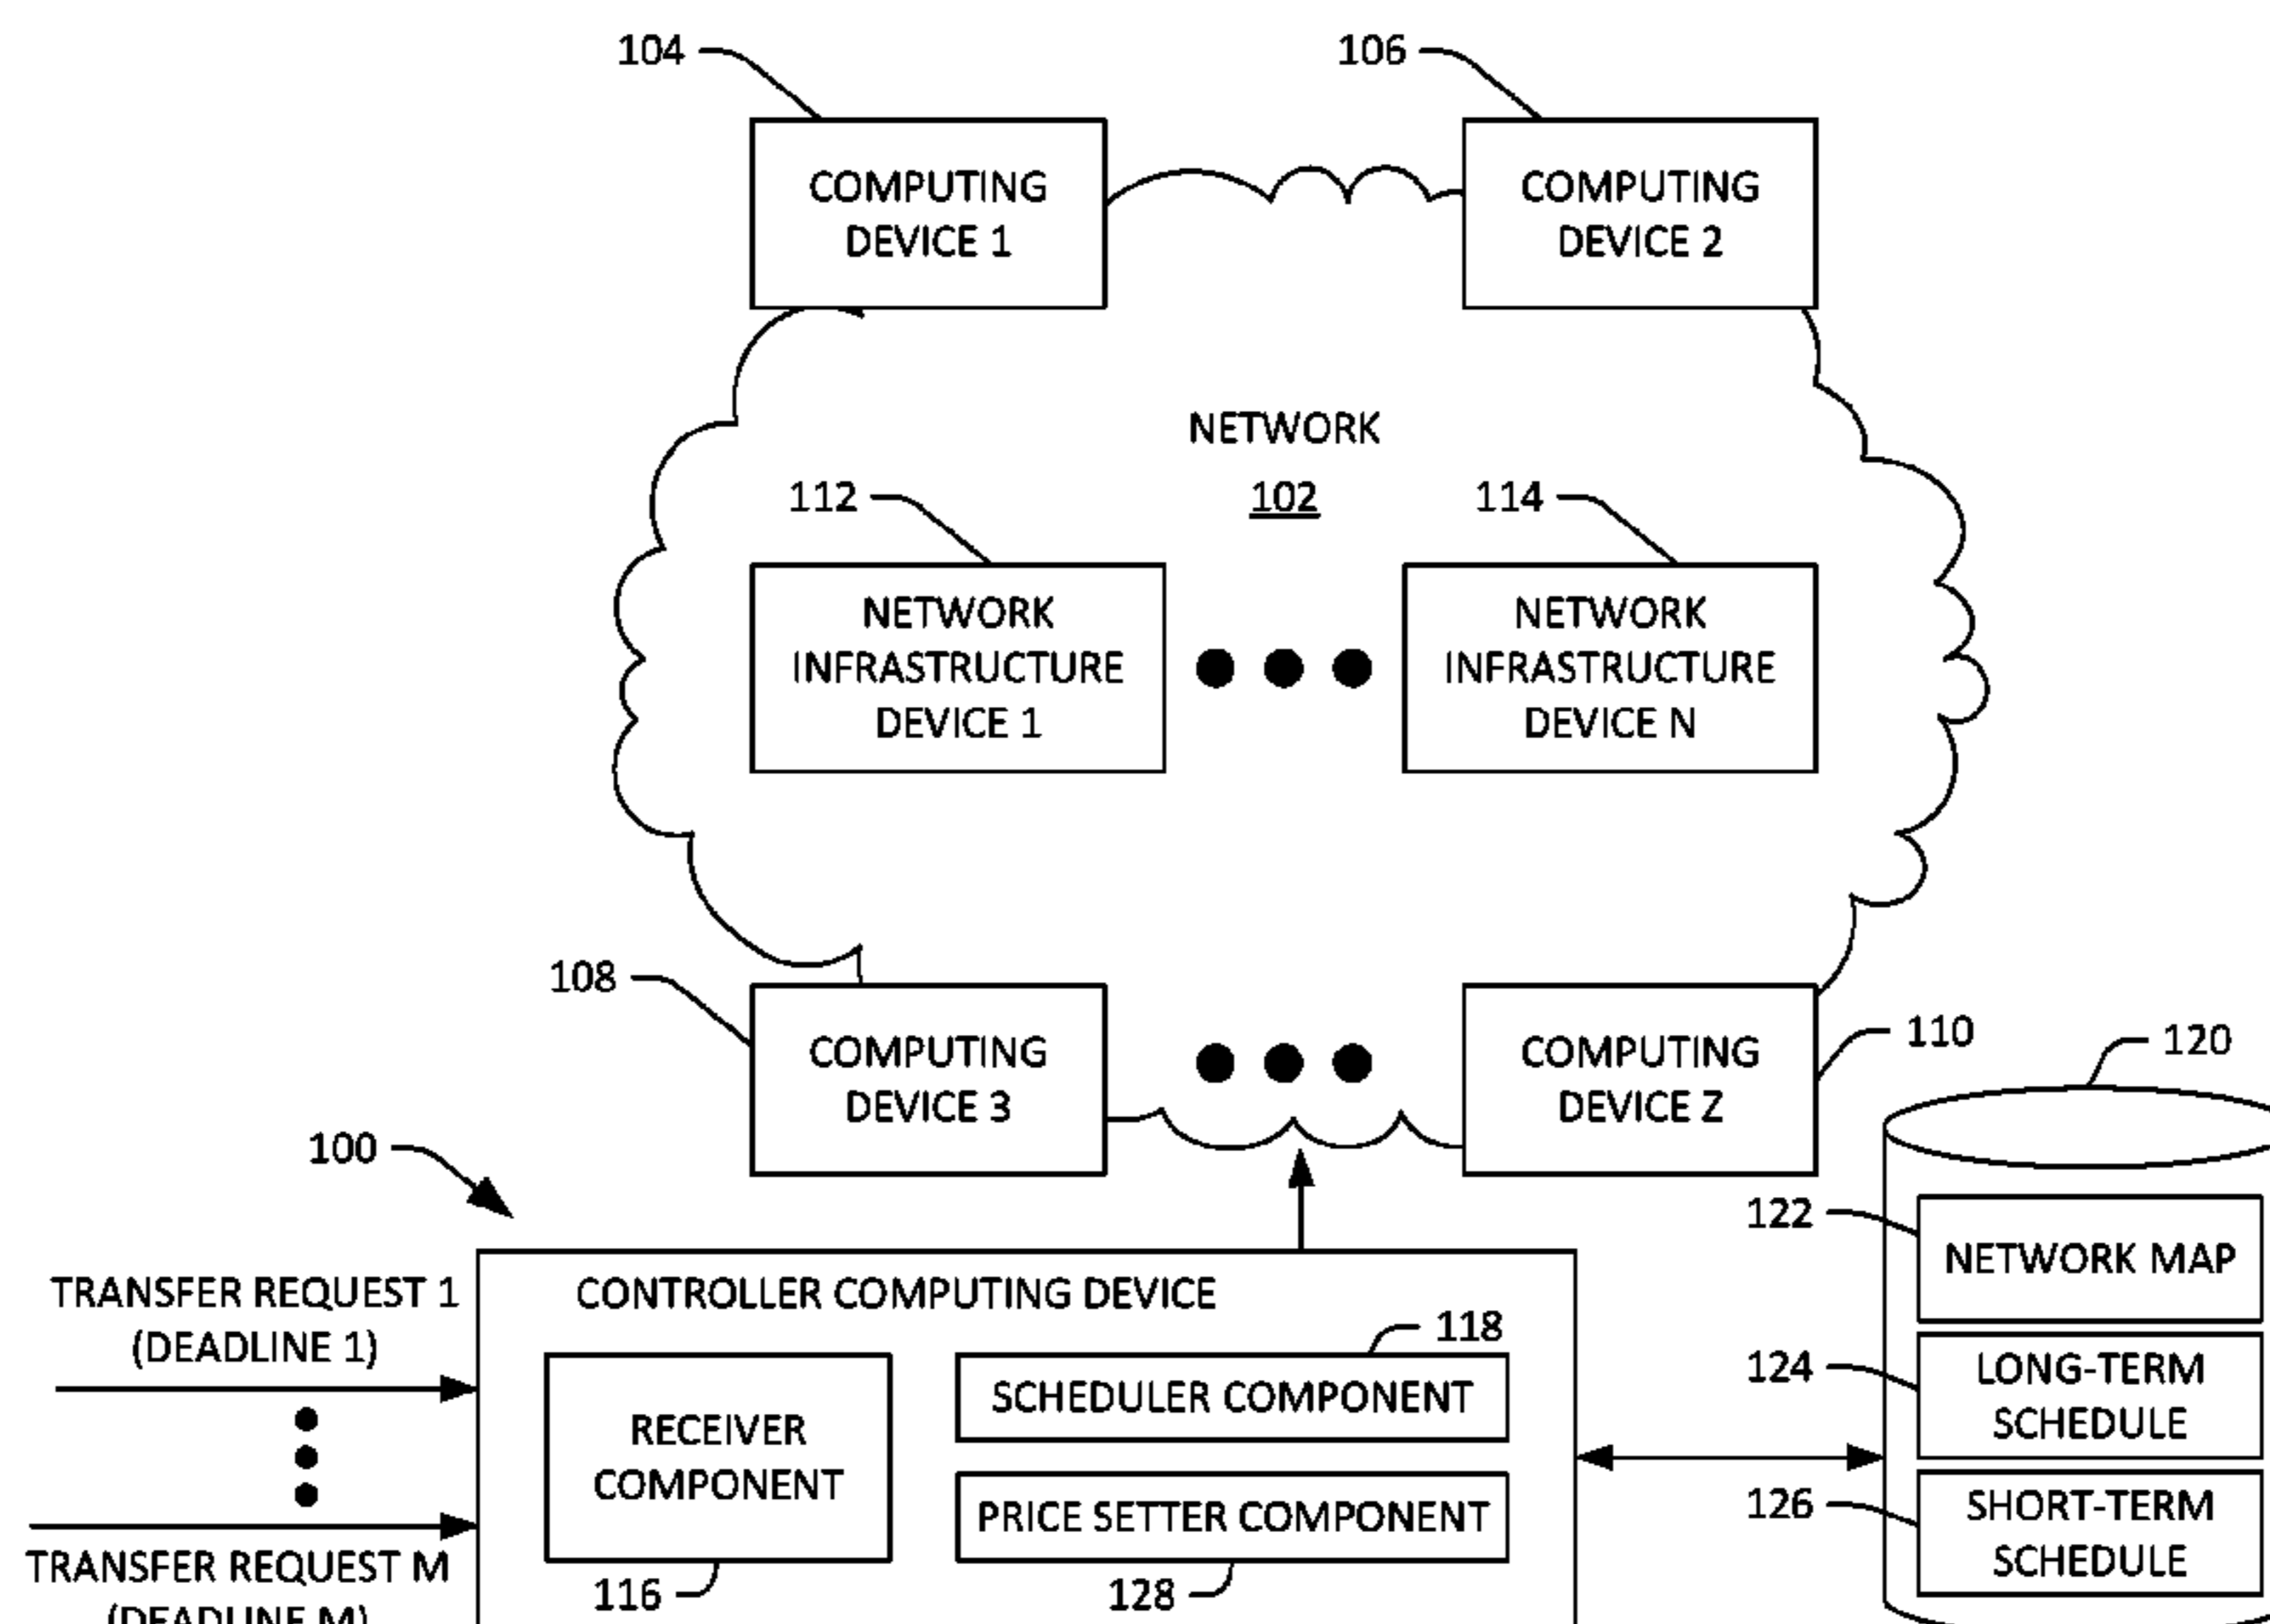 104
106
COMPUTING
DEVICE 1
COMPUTING
DEVICE 2
NETWORK
102
112
114
NETWORK
INFRASTRUCTURE
DEVICE 1
NETWORK
INFRASTRUCTURE
DEVICE N
108
COMPUTING
DEVICE 3
COMPUTING
DEVICE Z
110
120
100
122
NETWORK MAP
TRANSFER REQUEST 1
(DEADLINE 1)
CONTROLLER COMPUTING DEVICE
118
SCHEDULER COMPONENT
124
LONG-TERM
SCHEDULE
RECEIVER
COMPONENT
PRICE SETTER COMPONENT
126
SHORT-TERM
SCHEDULE
TRANSFER REQUEST M
(DEADLINE M)
116
128